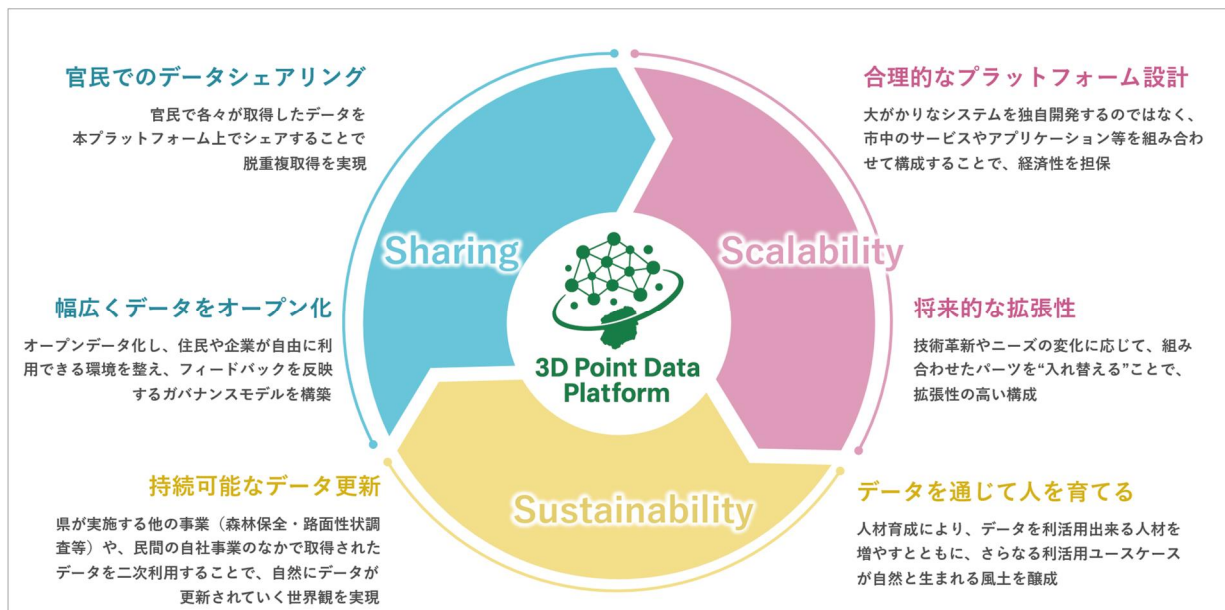 官民でのデータシェアリング
官民で各々が取得したデータを
本プラットフォーム上でシェアすることで
脱重複取得を実現
合理的なプラットフォーム設計
大がかりなシステムを独自開発するのではなく、
市中のサービスやアプリケーション等を組み合わ
せて構成することで、経済性を担保
Sharing
Scalability
幅広くデータをオープン化
オープンデータ化し、住民や企業が自由に利
用できる環境を整え、フィードバックを反映
するガバナンスモデルを構築
3D Point Data
Platform
将来的な拡張性
技術革新やニーズの変化に応じて、組み
合わせたパーツを“入れ替える”ことで、
拡張性の高い構成
持続可能なデータ更新
県が実施する他の事業（森林保全・路面性状調
査等）や、民間の自社事業のなかで取得された
データを二次利用することで、自然にデータが
更新されていく世界観を実現
Sustainability
データを通じて人を育てる
人材育成により、データを利活用出来る人材を
増やすとともに、さらなる利活用ユースケース
が自然と生まれる風土を醸成